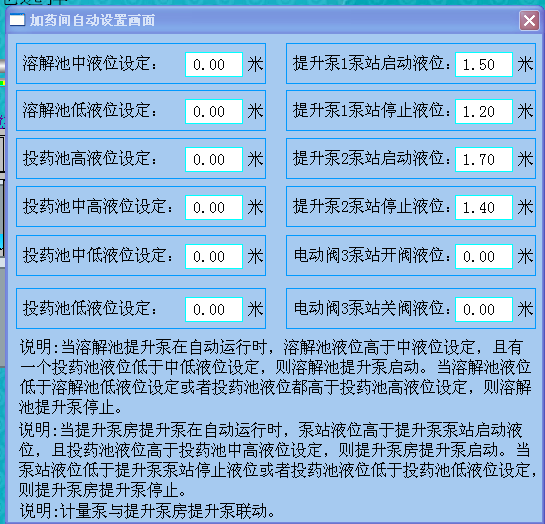 加药间自动设置画面
溶解池中液位设定： 0.00 米 提升泵1泵站启动液位： 1.50 米
溶解池低液位设定： 0.00 米 提升泵1泵站停止液位： 1.20 米
投药池高液位设定： 0.00 米 提升泵2泵站启动液位： 1.70 米
投药池中高液位设定： 0.00 米 提升泵2泵站停止液位： 1.40 米
投药池中低液位设定： 0.00 米 电动阀3泵站开阀液位： 0.00 米
投药池低液位设定： 0.00 米 电动阀3泵站关阀液位： 0.00 米
说明:当溶解池提升泵在自动运行时，溶解池液位高于中液位设定，且有
一个投药池液位低于中低液位设定，则溶解池提升泵启动。当溶解池液位
低于溶解池低液位设定或者投药池液位都高于投药池高液位设定，则溶解
池提升泵停止。
说明:当提升泵房提升泵在自动运行时，泵站液位高于提升泵泵站启动液
位，且投药池液位高于投药池中高液位设定，则提升泵房提升泵启动。当
泵站液位低于提升泵泵站停止液位或者投药池液位低于投药池低液位设定，
则提升泵房提升泵停止。
说明:计量泵与提升泵房提升泵联动。